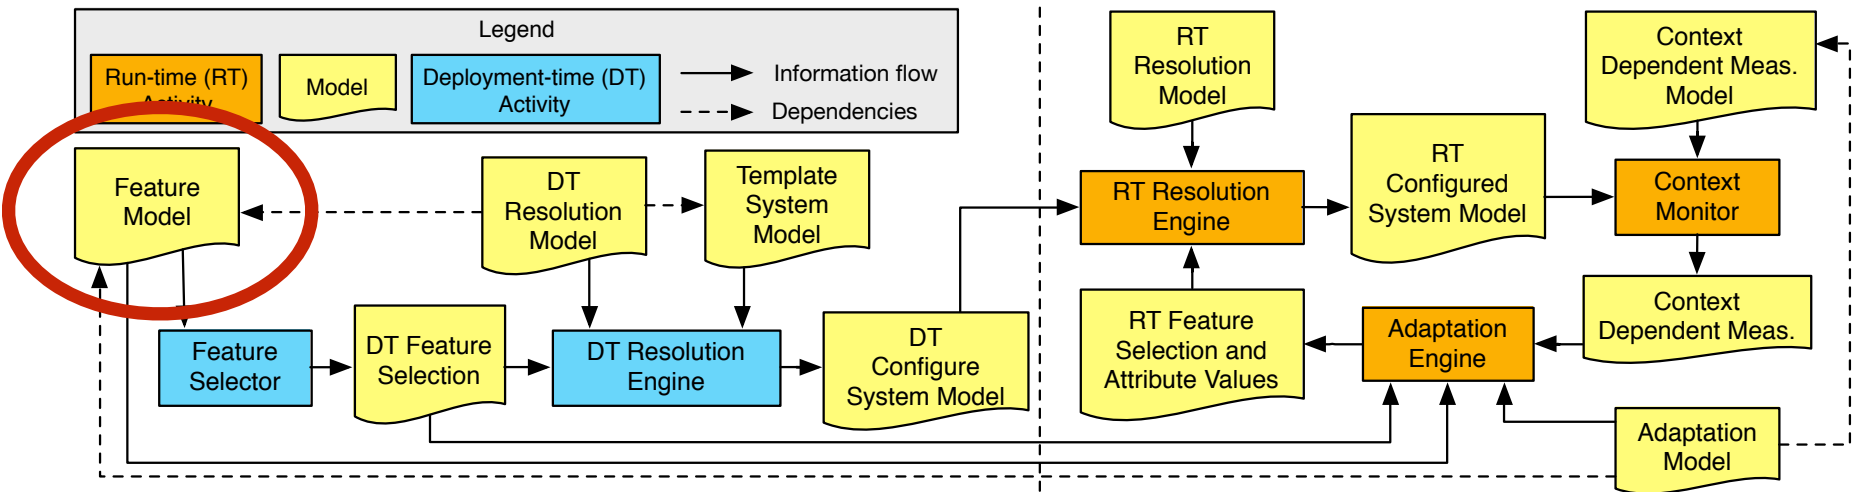 Legend
Run-time (RT)
Activity
Model
Deployment-time (DT)
Activity
Information flow
Dependencies
Feature
Model
DT
Resolution
Model
Template
System
Model
Feature
Selector
DT Feature
Selection
DT Resolution
Engine
DT
Configure
System Model
RT
Resolution
Model
RT Resolution
Engine
RT Feature
Selection and
Attribute Values
RT
Configured
System Model
Context
Dependent Meas.
Model
Context
Monitor
Context
Dependent Meas.
Adaptation
Engine
Adaptation
Model